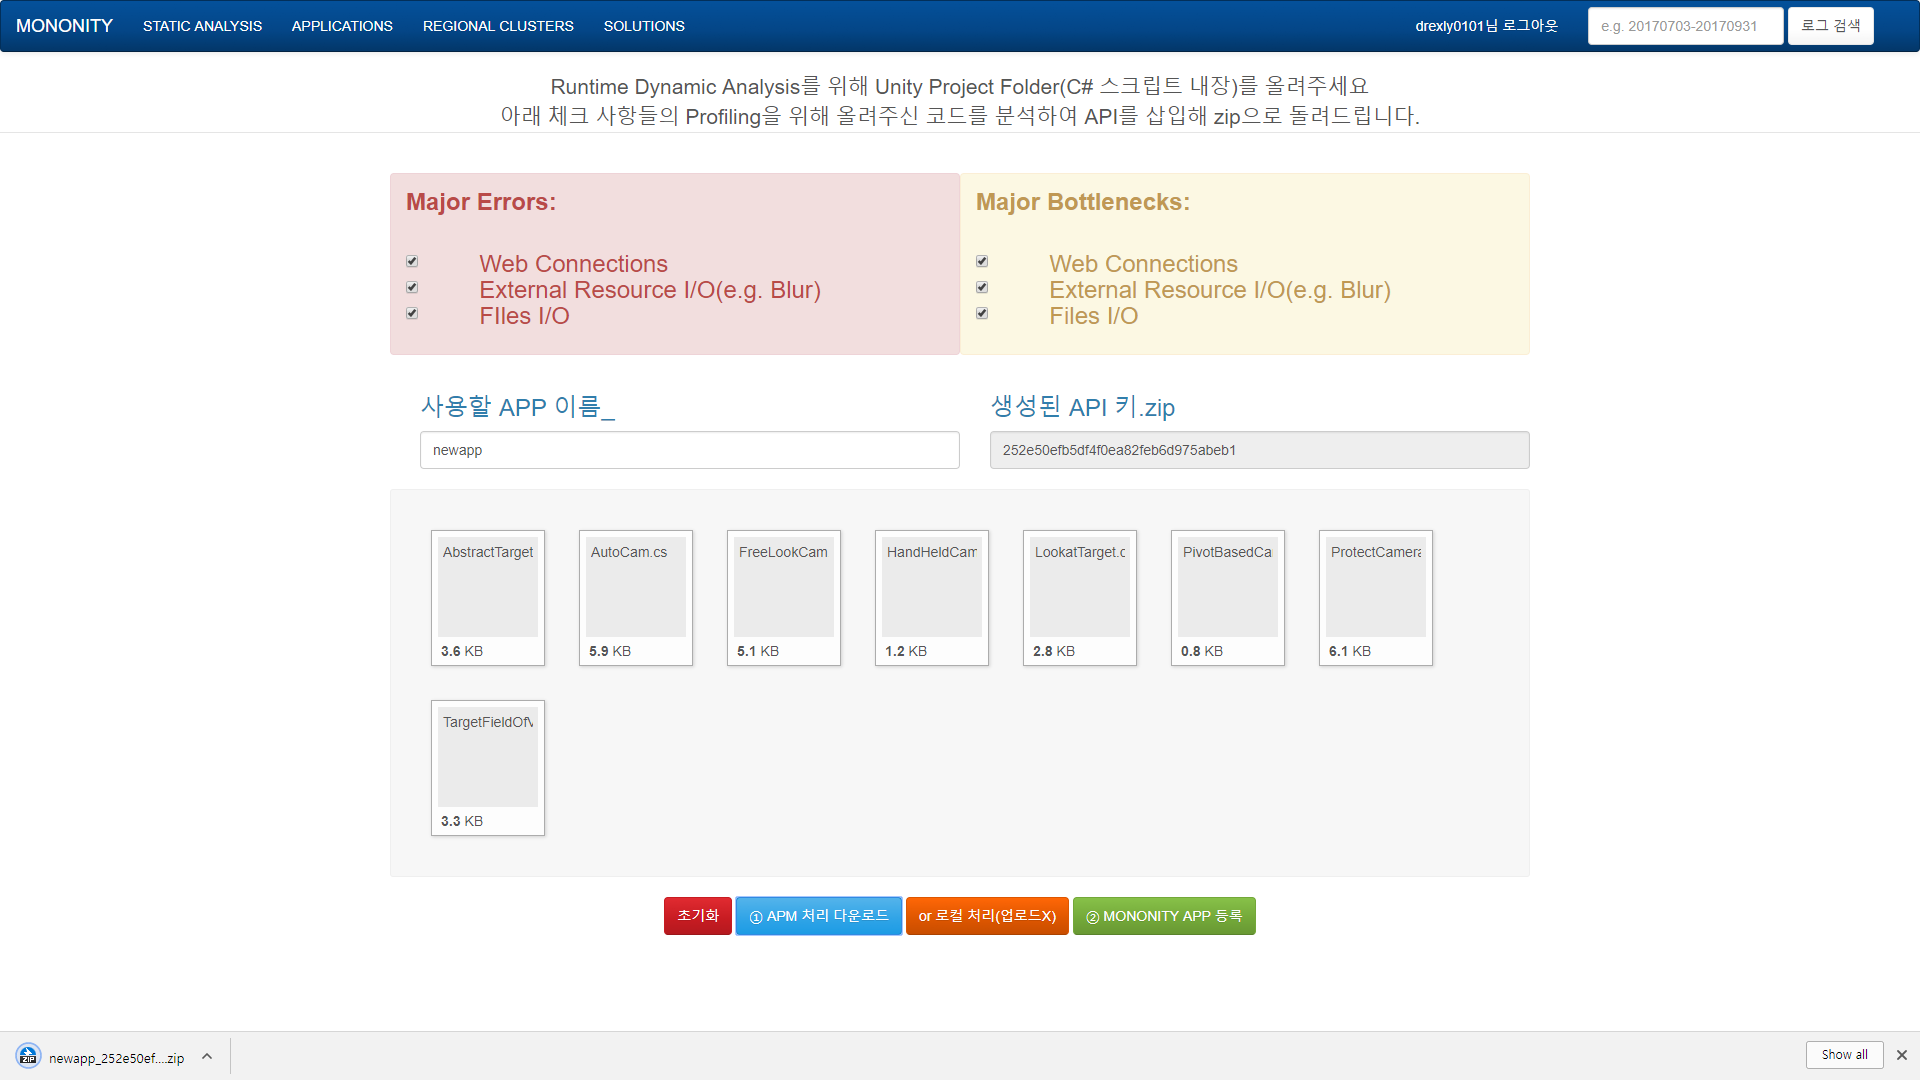 MONONITY STATIC ANALYSIS APPLICATIONS REGIONAL CLUSTERS SOLUTIONS drexly0101님 로그아웃 e.g. 20170703-20170931 로그 검색
Runtime Dynamic Analysis를 위해 Unity Project Folder(C# 스크립트 내장)를 올려주세요
아래 체크 사항들의 Profiling을 위해 올려주신 코드를 분석하여 API를 삽입해 zip으로 돌려드립니다.
Major Errors:
Web Connections
External Resource I/O(e.g. Blur)
FIles I/O
Major Bottlenecks:
Web Connections
External Resource I/O(e.g. Blur)
Files I/O
사용할 APP 이름_
newapp
생성된 API 키.zip
252e50efb5df4f0ea82feb6d975abeb1
AbstractTarget
3.6 KB
AutoCam.cs
5.9 KB
FreeLookCam
5.1 KB
HandHeldCam
1.2 KB
LookatTarget.c
2.8 KB
PivotBasedCa
0.8 KB
ProtectCamera
6.1 KB
TargetFieldOfV
3.3 KB
초기화 ① APM 처리 다운로드 or 로컬 처리(업로드X) ② MONONITY APP 등록
ZIP newapp_252e50ef....zip Show all